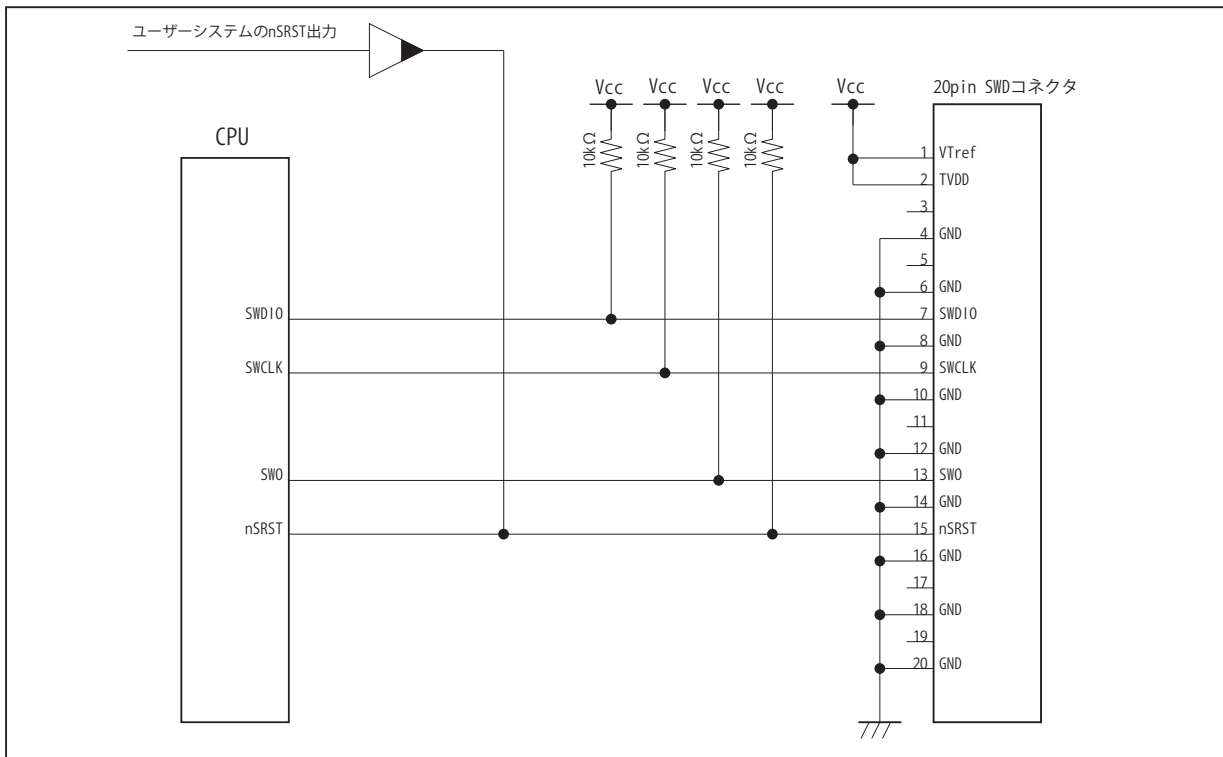 ユーザーシステムのnSRST出力
Vcc Vcc Vcc Vcc Vcc
20pin SWDコネクタ
CPU
10kΩ 10kΩ 10kΩ 10kΩ
1 VTref
2 TVDD
3
4 GND
5
6 GND
SWDIO
7 SWDIO
8 GND
SWCLK
9 SWCLK
10 GND
11
12 GND
SWO
13 SWO
14 GND
nSRST
15 nSRST
16 GND
17
18 GND
19
20 GND